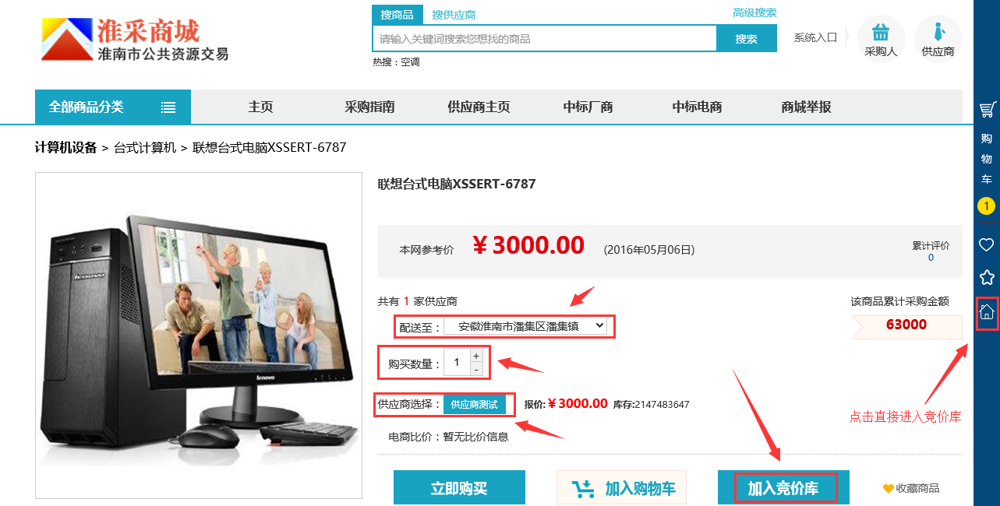 淮采商城
淮南市公共资源交易
搜商品 搜供应商 高级搜索
请输入关键词搜索您想找的商品 搜索
热搜：空调
系统入口
采购人 供应商
全部商品分类 主页 采购指南 供应商主页 中标厂商 中标电商 商城举报
计算机设备 > 台式计算机 > 联想台式电脑XSSERT-6787
lenovo
lenovo
联想台式电脑XSSERT-6787
本网参考价 ￥3000.00 (2016年05月06日)
累计评价
0
共有 1 家供应商
该商品累计采购金额
63000
配送至： 安徽淮南市潘集区潘集镇
购买数量： 1 + -
供应商选择： 供应商测试 报价:￥3000.00 库存:2147483647
点击直接进入竞价库
电商比价：暂无比价信息
立即购买 加入购物车 加入竞价库 收藏商品
购
物
车
1